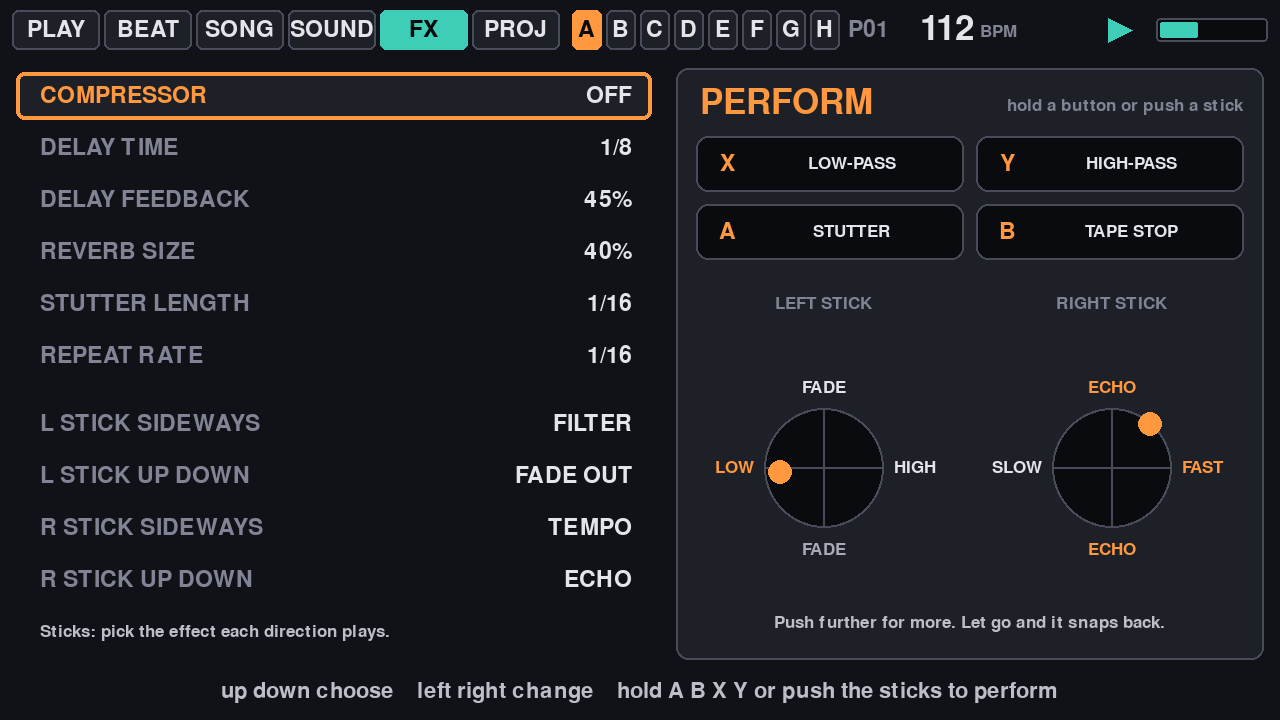 PLAY BEAT SONG SOUND FX PROJ A B C D E F G H P01 112 BPM
COMPRESSOR OFF
DELAY TIME 1/8
DELAY FEEDBACK 45%
REVERB SIZE 40%
STUTTER LENGTH 1/16
REPEAT RATE 1/16
L STICK SIDEWAYS FILTER
L STICK UP DOWN FADE OUT
R STICK SIDEWAYS TEMPO
R STICK UP DOWN ECHO
Sticks: pick the effect each direction plays.
PERFORM hold a button or push a stick
X LOW-PASS Y HIGH-PASS
A STUTTER B TAPE STOP
LEFT STICK RIGHT STICK
FADE ECHO
LOW HIGH SLOW FAST
FADE ECHO
Push further for more. Let go and it snaps back.
up down choose left right change hold A B X Y or push the sticks to perform